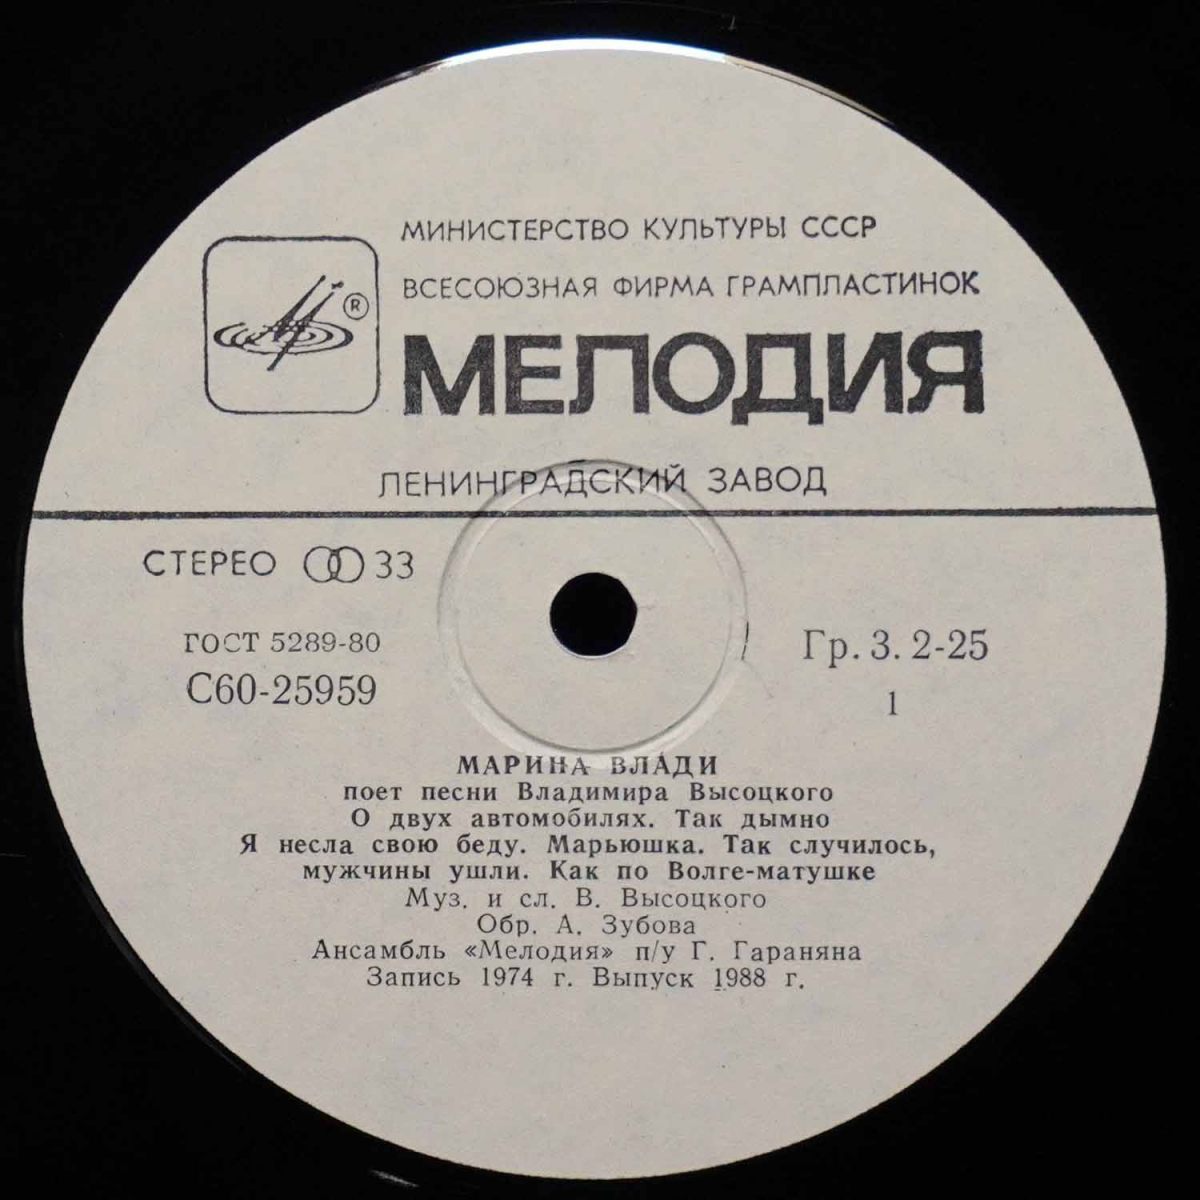 МИНИСТЕРСТВО КУЛЬТУРЫ СССР
ВСЕСОЮЗНАЯ ФИРМА ГРАМПЛАСТИНОК
®
МЕЛОДИЯ
ЛЕНИНГРАДСКИЙ ЗАВОД
СТЕРЕО 33
ГОСТ 5289-80
С60-25959
Гр. 3. 2-25
1
МАРИНА ВЛАДИ
поет песни Владимира Высоцкого
О двух автомобилях. Так дымно
Я несла свою беду. Марьюшка. Так случилось,
мужчины ушли. Как по Волге-матушке
Муз. и сл. В. Высоцкого
Обр. А. Зубова
Ансамбль «Мелодия» п/у Г. Гараняна
Запись 1974 г. Выпуск 1988 г.